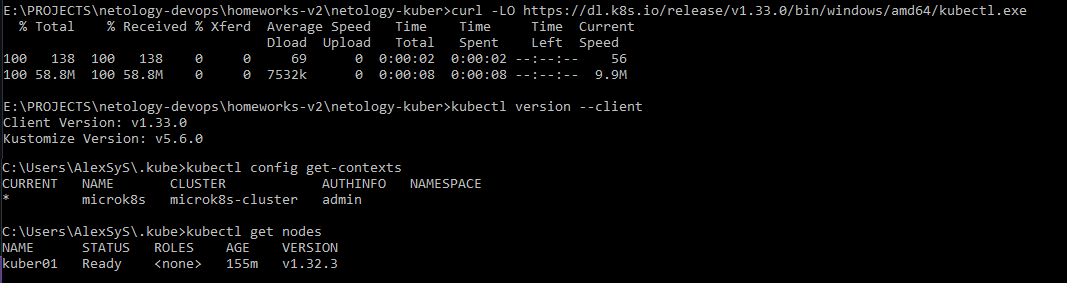 E:\PROJECTS\netology-devops\homeworks-v2\netology-kuber>curl -LO https://dl.k8s.io/release/v1.33.0/bin/windows/amd64/kubectl.exe
  % Total    % Received % Xferd  Average Speed   Time    Time     Time  Current
                                 Dload  Upload   Total   Spent    Left  Speed
100   138  100   138    0     0     69      0  0:00:02  0:00:02 --:--:--    56
100 58.8M  100 58.8M    0     0  7532k      0  0:00:08  0:00:08 --:--:--  9.9M
E:\PROJECTS\netology-devops\homeworks-v2\netology-kuber>kubectl version --client
Client Version: v1.33.0
Kustomize Version: v5.6.0
C:\Users\AlexSyS\.kube>kubectl config get-contexts
CURRENT   NAME       CLUSTER            AUTHINFO   NAMESPACE
*         microk8s   microk8s-cluster   admin
C:\Users\AlexSyS\.kube>kubectl get nodes
NAME      STATUS   ROLES    AGE    VERSION
kuber01   Ready    <none>   155m   v1.32.3